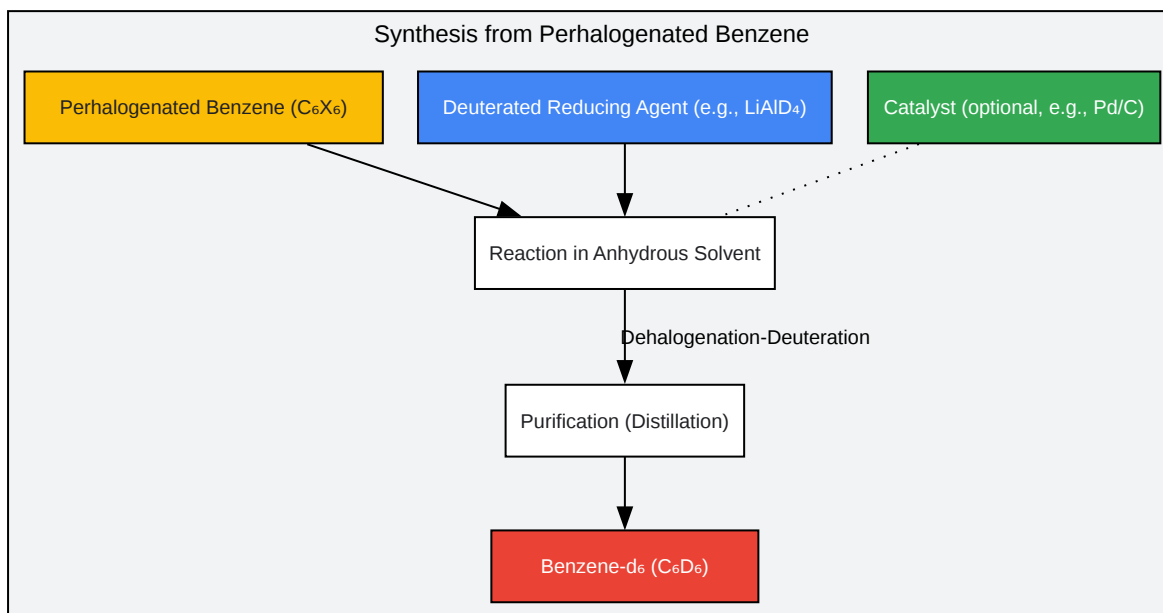 Synthesis from Perhalogenated Benzene
Perhalogenated Benzene (C₆X₆)
Deuterated Reducing Agent (e.g., LiAlD₄)
Catalyst (optional, e.g., Pd/C)
Reaction in Anhydrous Solvent
Dehalogenation-Deuteration
Purification (Distillation)
Benzene-d₆ (C₆D₆)